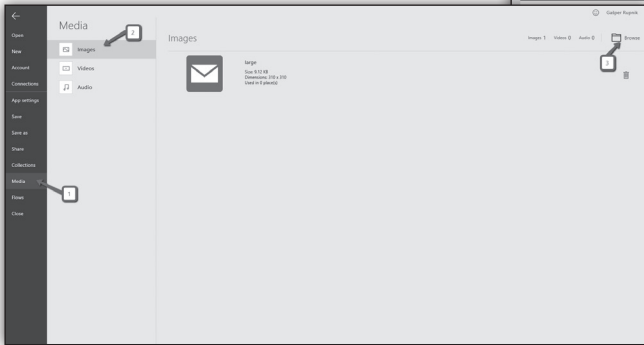 Gašper Rupnik
Media
2
Open
Images
Images 1 Videos 0 Audio 0
Browse
New
Images
3
large
Account
Videos
Size: 9.12 KB
Dimensions: 310 x 310
Used in 0 place(s)
Connections
Audio
App settings
Save
Save as
Share
Collections
Media
1
Flows
Close